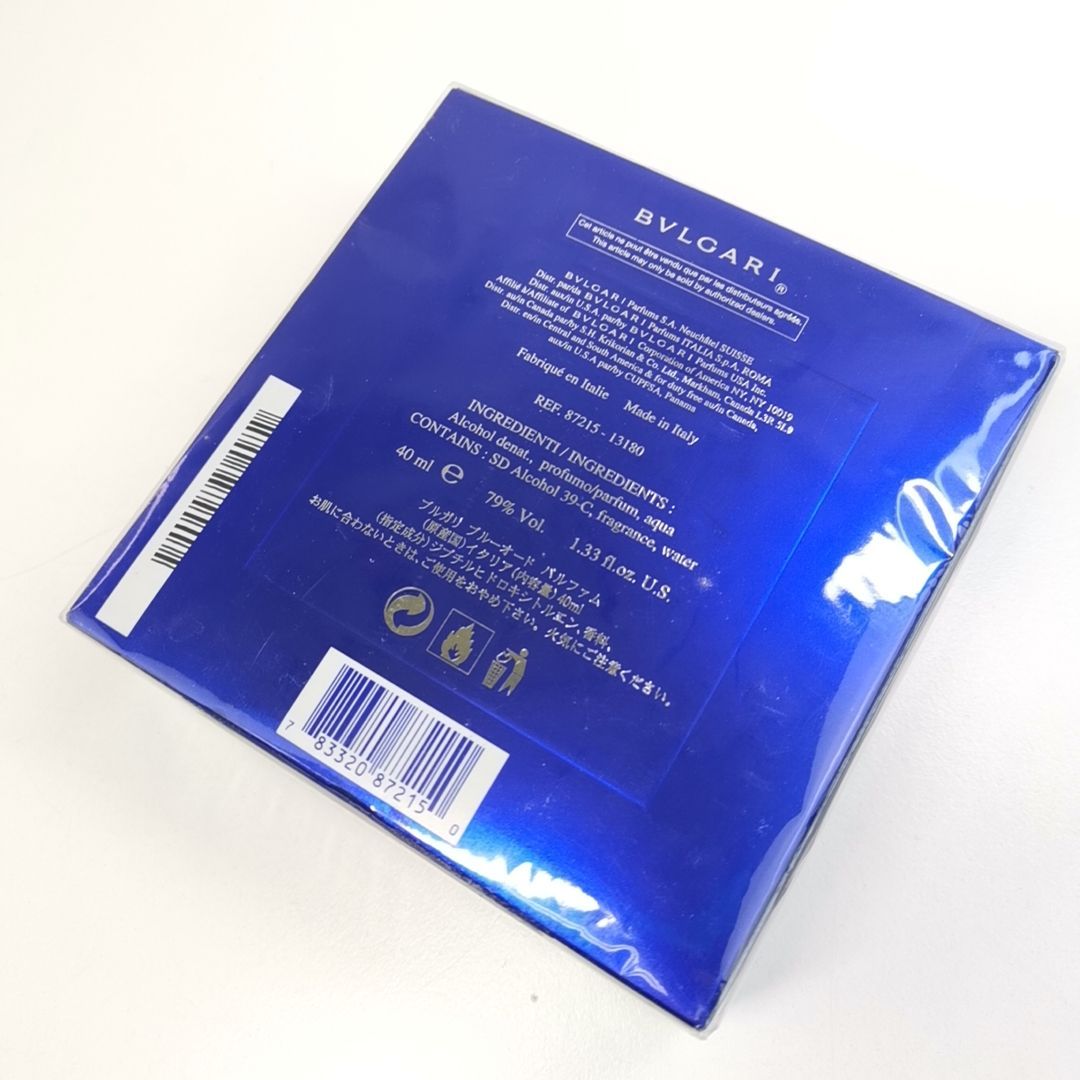 BVLGARI®
Cet article ne peut être vendu que par les distributeurs agréés.
This article may only be sold by authorized dealers.
BVLGARI Parfums S.A. Neuchâtel SUISSE
Distr. par/da BVLGARI Parfums ITALIA S.p.A. ROMA
Distr. aux/in U.S.A. par/by BVLGARI Parfums USA Inc.
Affilié à/Affiliate of BVLGARI Corporation of America NY, NY 10019
Distr. au/in Canada par/by S.H. Krikorian & Co. Ltd., Markham, Canada L3R 5L9
Distr. en/in Central and South America & for duty free au/in Canada,
aux/in U.S.A par/by CUPFSA, Panama
Fabriqué en Italie Made in Italy
REF. 87215 - 13180
INGREDIENTI / INGREDIENTS :
Alcohol denat., profumo/parfum, aqua
CONTAINS : SD Alcohol 39-C, fragrance, water
40 ml ℮ 79% Vol. 1.33 fl.oz. U.S.
ブルガリ ブルーオード パルファム
(原産国)イタリア (内容量) 40ml
(指定成分)ジブチルヒドロキシトルエン、香料、
お肌に合わないときは、ご使用をおやめ下さい。火気にご注意ください。
7 83320 87215 0